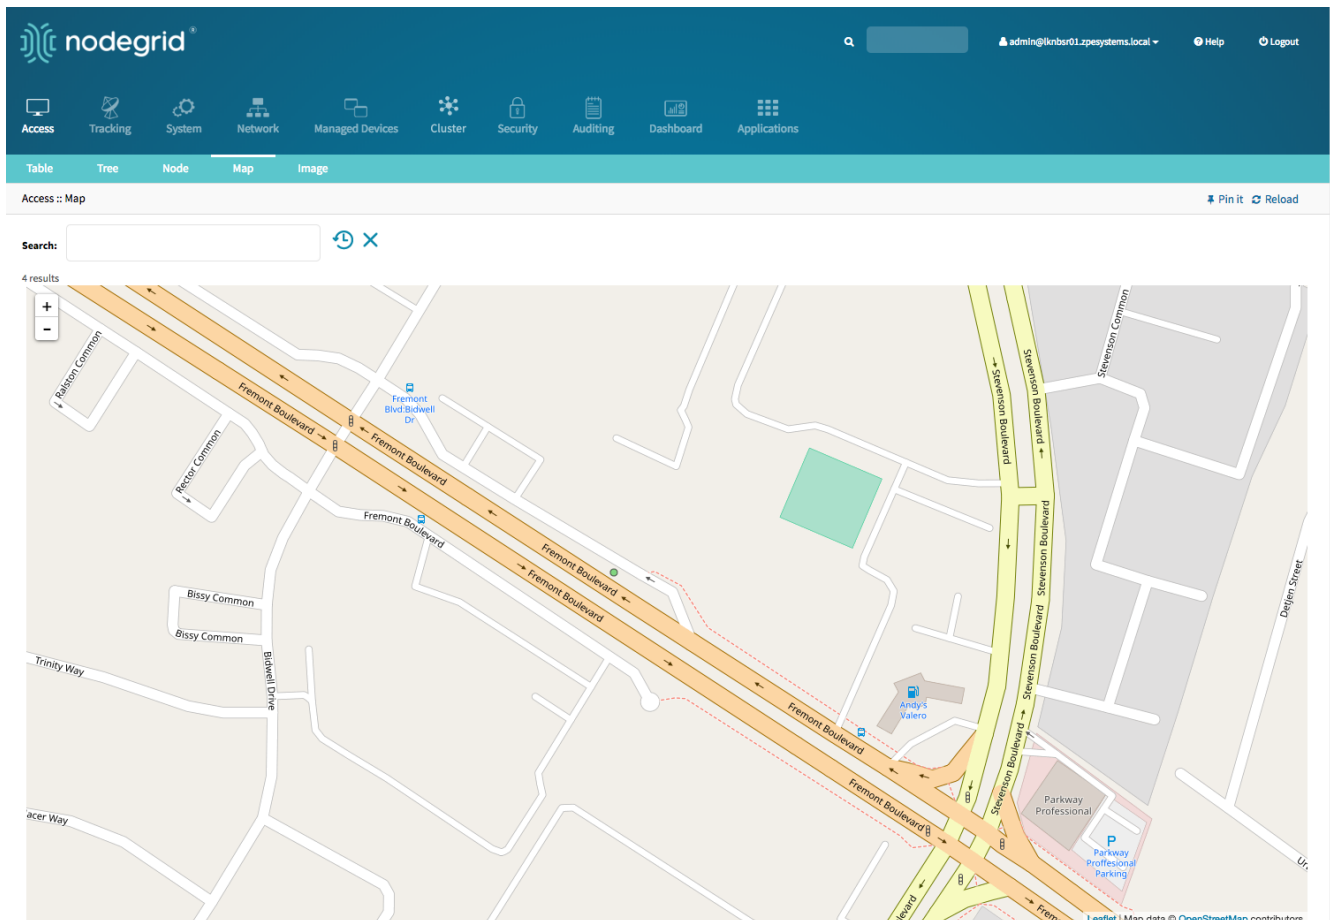 nodegrid®
admin@lknbsr01.zpesystems.local
Help
Logout
Access
Tracking
System
Network
Managed Devices
Cluster
Security
Auditing
Dashboard
Applications
Table
Tree
Node
Map
Image
Access :: Map
Pin it
Reload
Search:
4 results
+
-
Ralston Common
Rector Common
Fremont Boulevard
Fremont
Blvd:Bidwell
Dr
Fremont Boulevard
Fremont Boulevard
Fremont Boulevard
Fremont Boulevard
Stevenson Boulevard
Stevenson Boulevard
Stevenson Common
Stevenson Boulevard
Detjen Street
Bissy Common
Bissy Common
Trinity Way
Bidwell Drive
Stevenson Boulevard
Andy's
Valero
Fremont Boulevard
Fremont Boulevard
Stevenson Boulevard
Parkway
Professional
P
Parkway
Proffesional
Parking
acer Way
levard
Frem
Ur
Leaflet | Map data © OpenStreetMap contributors